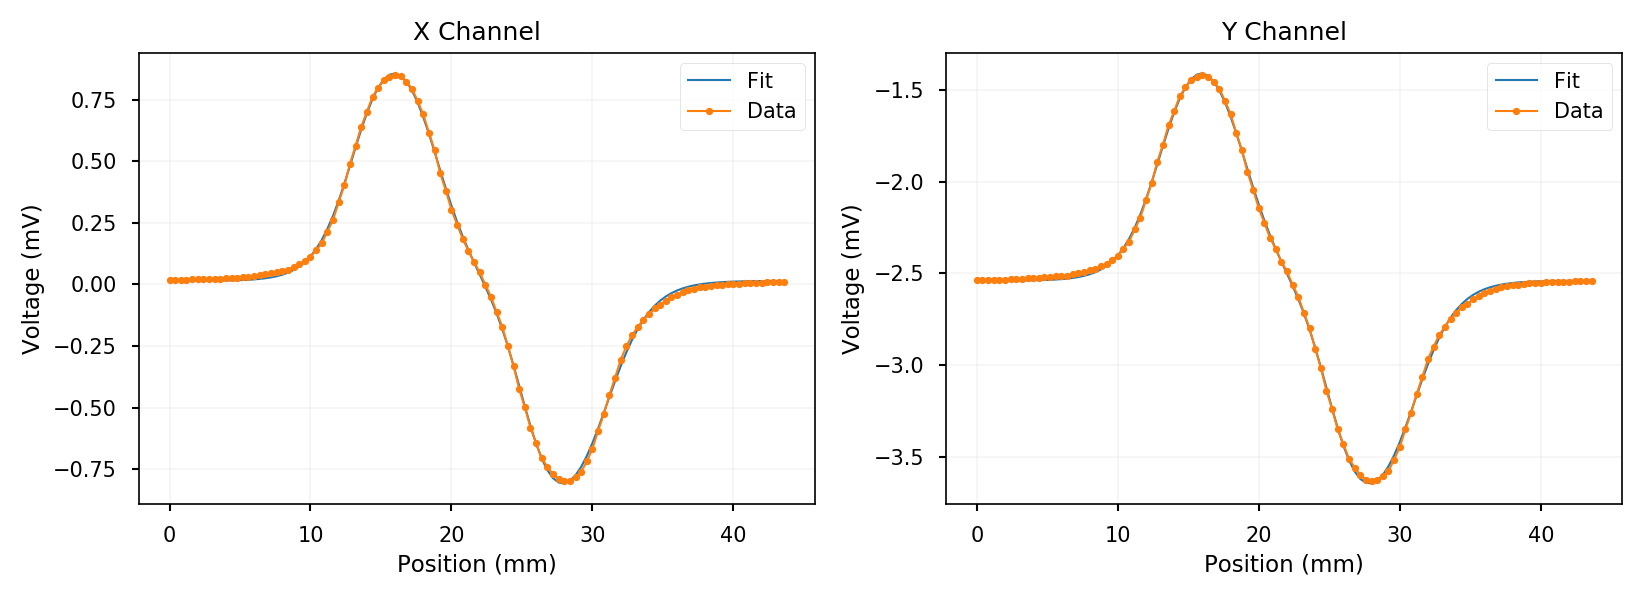 X Channel
Voltage (mV)
0.75
0.50
0.25
0.00
−0.25
−0.50
−0.75
Fit
Data
0 10 20 30 40
Position (mm)
Y Channel
Voltage (mV)
−1.5
−2.0
−2.5
−3.0
−3.5
Fit
Data
0 10 20 30 40
Position (mm)